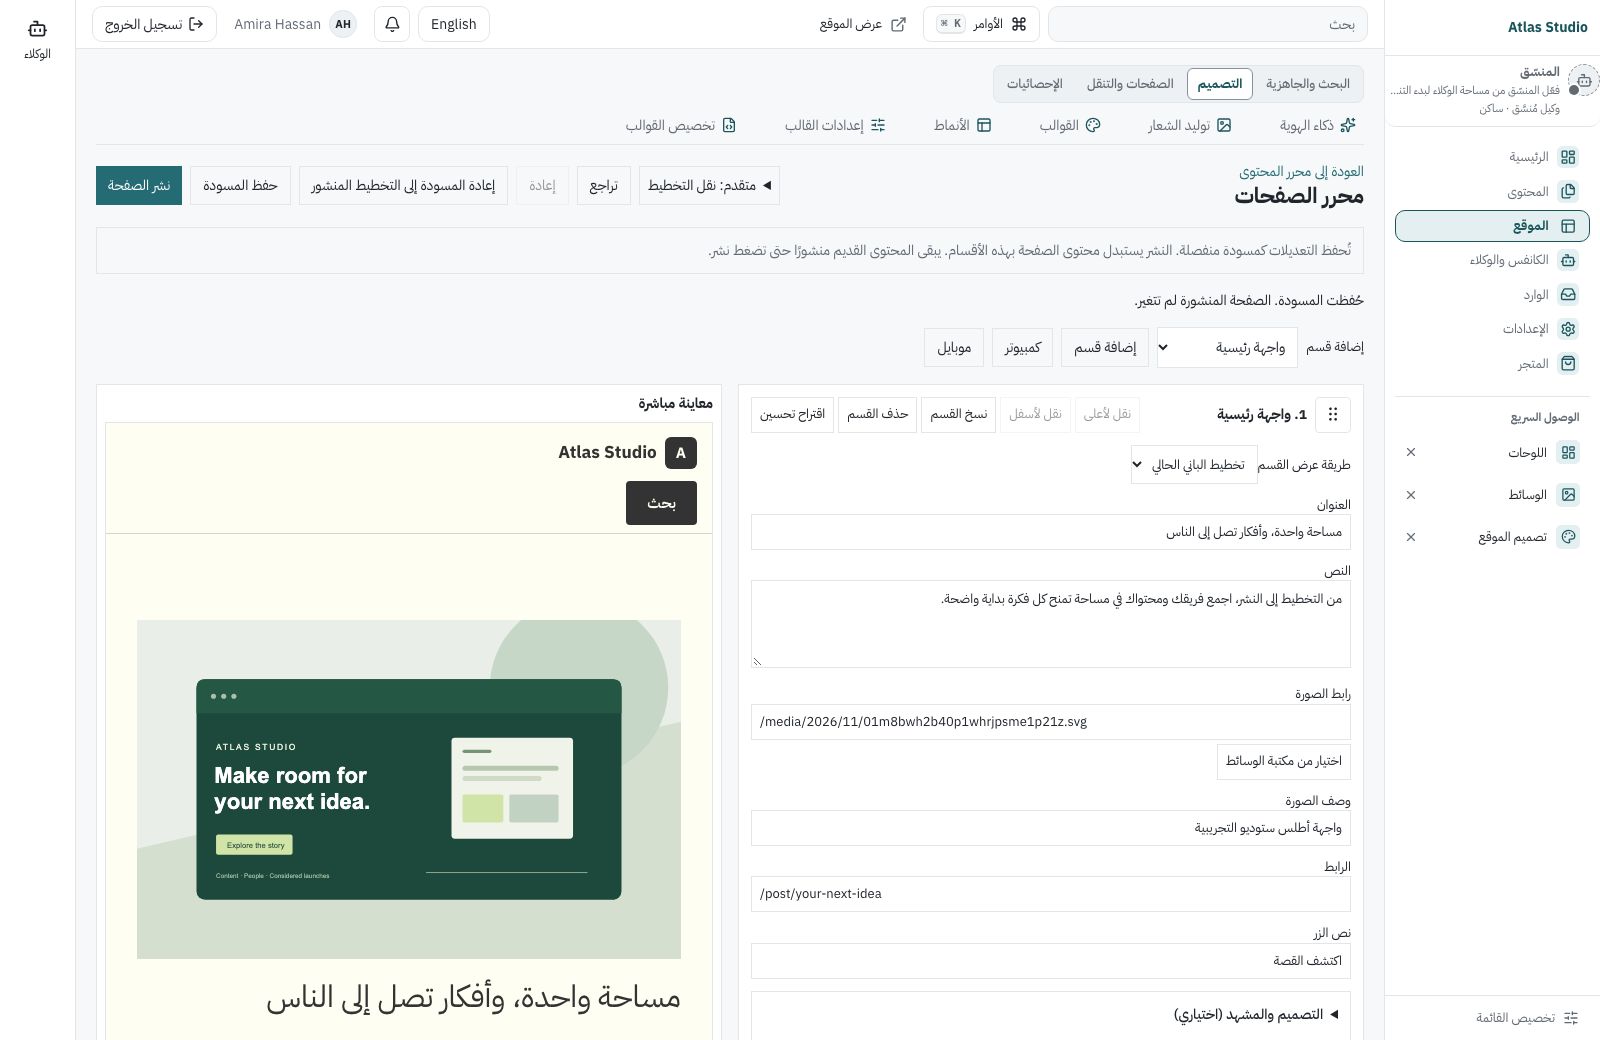 Atlas Studio
المنسّق
فعّل المنسّق من مساحة الوكلاء لبدء التنـ...
وكيل مُنسَّق · ساكن
الرئيسية
المحتوى
الموقع
الكانفس والوكلاء
الوارد
الإعدادات
المتجر
الوصول السريع
اللوحات
الوسائط
تصميم الموقع
تخصيص القائمة
بحث
الأوامر ⌘ K
عرض الموقع
English
AH Amira Hassan
تسجيل الخروج
الوكلاء
البحث والجاهزية
التصميم
الصفحات والتنقل
الإحصائيات
ذكاء الهوية
توليد الشعار
القوالب
الأنماط
إعدادات القالب
تخصيص القوالب
العودة إلى محرر المحتوى
محرر الصفحات
متقدم: نقل التخطيط
تراجع
إعادة
إعادة المسودة إلى التخطيط المنشور
حفظ المسودة
نشر الصفحة
تُحفظ التعديلات كمسودة منفصلة. النشر يستبدل محتوى الصفحة بهذه الأقسام. يبقى المحتوى القديم منشورًا حتى تضغط نشر.
حُفظت المسودة. الصفحة المنشورة لم تتغير.
إضافة قسم
واجهة رئيسية
إضافة قسم
كمبيوتر
موبايل
1. واجهة رئيسية
نقل لأعلى
نقل لأسفل
نسخ القسم
حذف القسم
اقتراح تحسين
طريقة عرض القسم
تخطيط الباني الحالي
العنوان
مساحة واحدة، وأفكار تصل إلى الناس
النص
من التخطيط إلى النشر، اجمع فريقك ومحتواك في مساحة تمنح كل فكرة بداية واضحة.
رابط الصورة
/media/2026/11/01m8bwh2b40p1whrjpsme1p21z.svg
اختيار من مكتبة الوسائط
وصف الصورة
واجهة أطلس ستوديو التجريبية
الرابط
/post/your-next-idea
نص الزر
اكتشف القصة
التصميم والمشهد (اختياري)
معاينة مباشرة
A Atlas Studio
بحث
ATLAS STUDIO
Make room for
your next idea.
Explore the story
Content · People · Considered launches
مساحة واحدة، وأفكار تصل إلى الناس